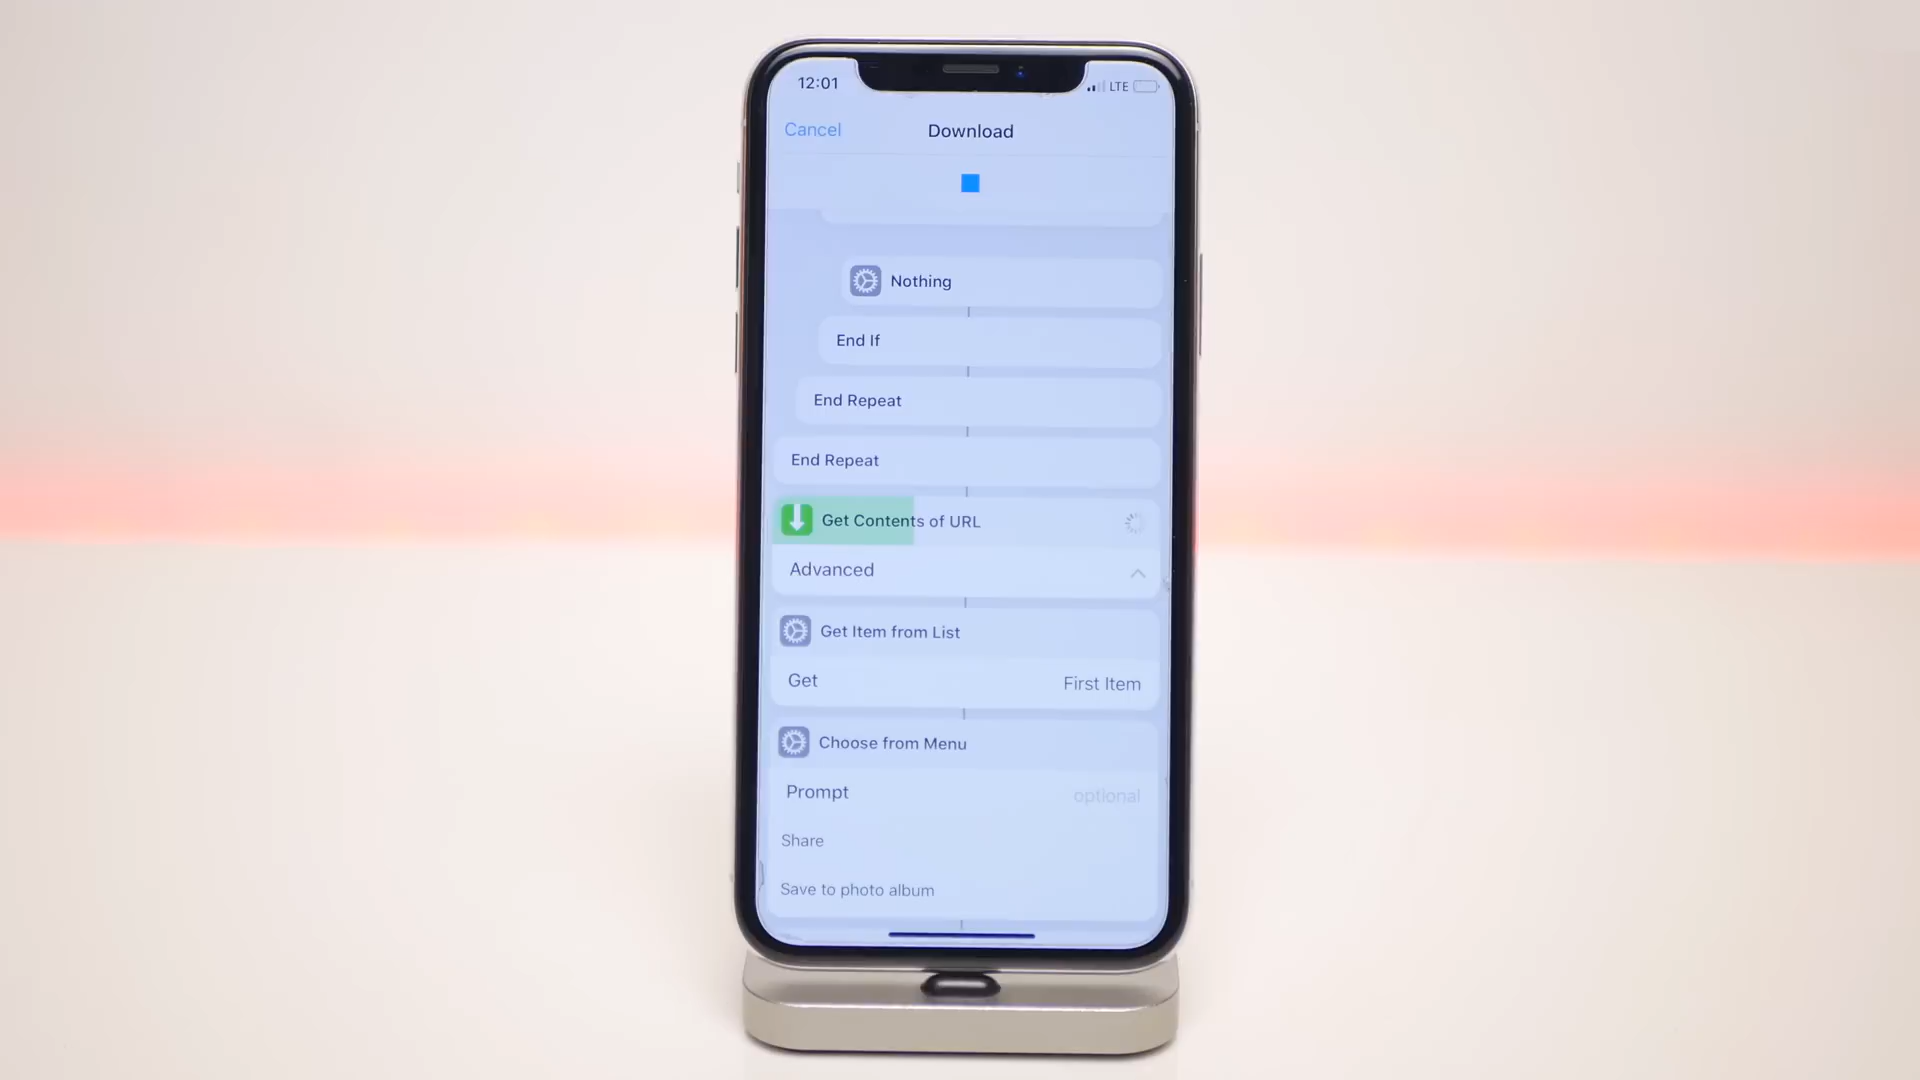 12:01
LTE
Cancel
Download
Nothing
End If
End Repeat
End Repeat
Get Contents of URL
Advanced
Get Item from List
Get
First Item
Choose from Menu
Prompt
optional
Share
Save to photo album